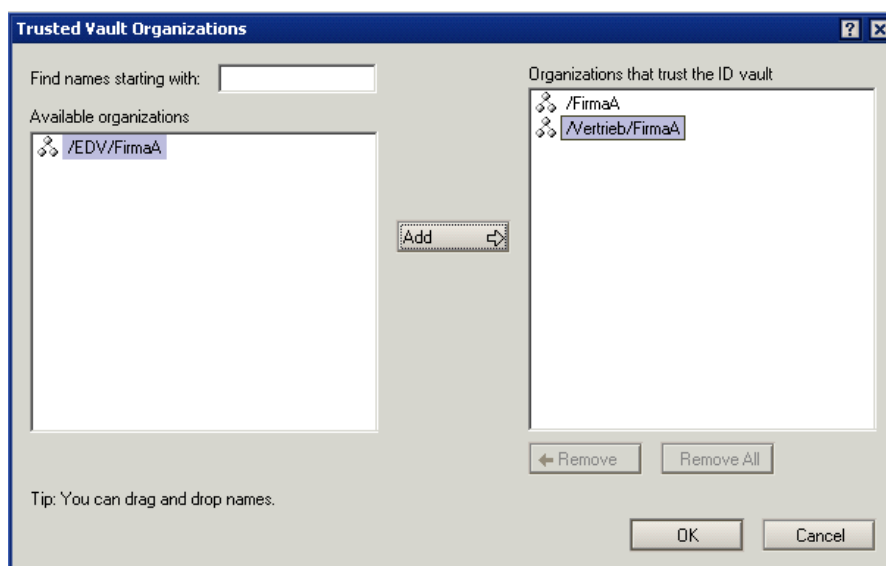 Trusted Vault Organizations
Find names starting with:
Available organizations
/EDV/FirmaA
Add
Organizations that trust the ID vault
/FirmaA
/Vertrieb/FirmaA
Remove
Remove All
Tip: You can drag and drop names.
OK
Cancel